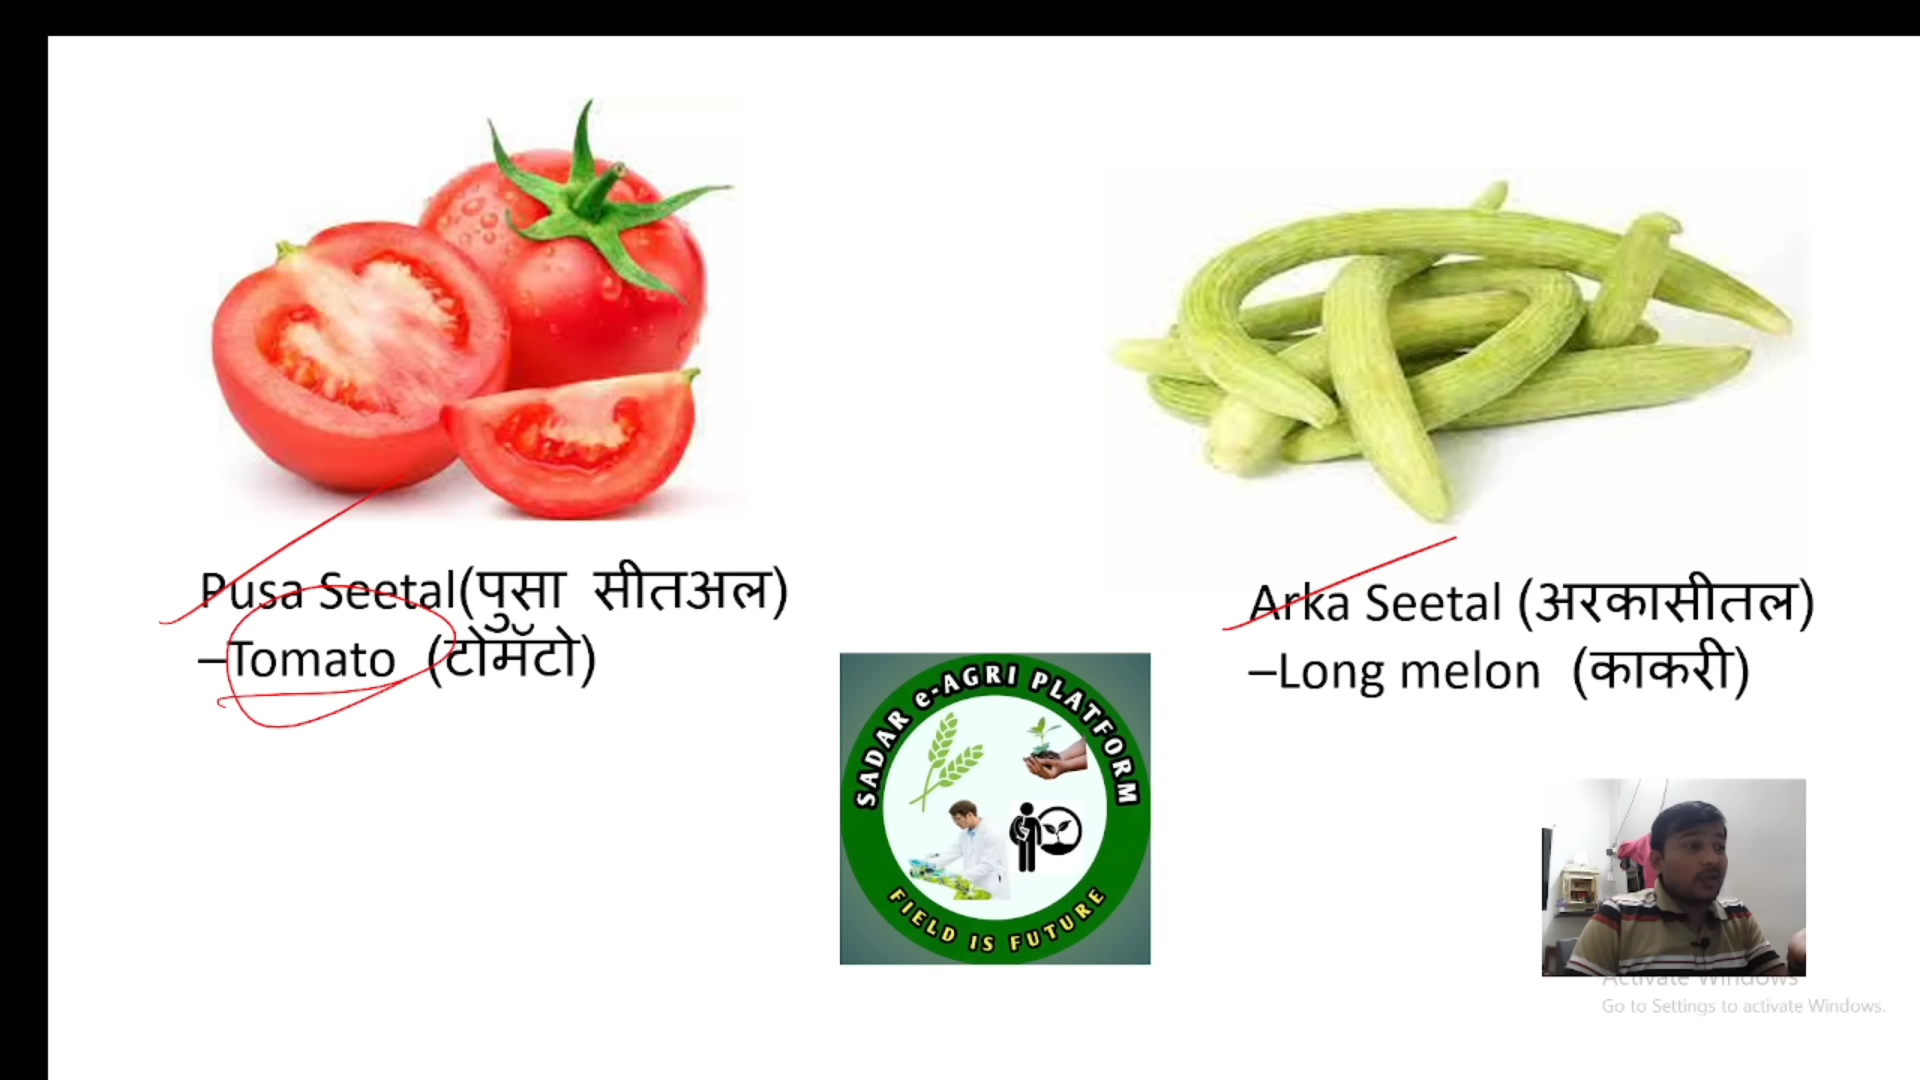 Pusa Seetal(पुसा सीतअल)
–Tomato (टोमॅटो)
Arka Seetal (अरकासीतल)
–Long melon (काकरी)
SADAR e-AGRI PLATFORM
FIELD IS FUTURE
Activate Windows
Go to Settings to activate Windows.